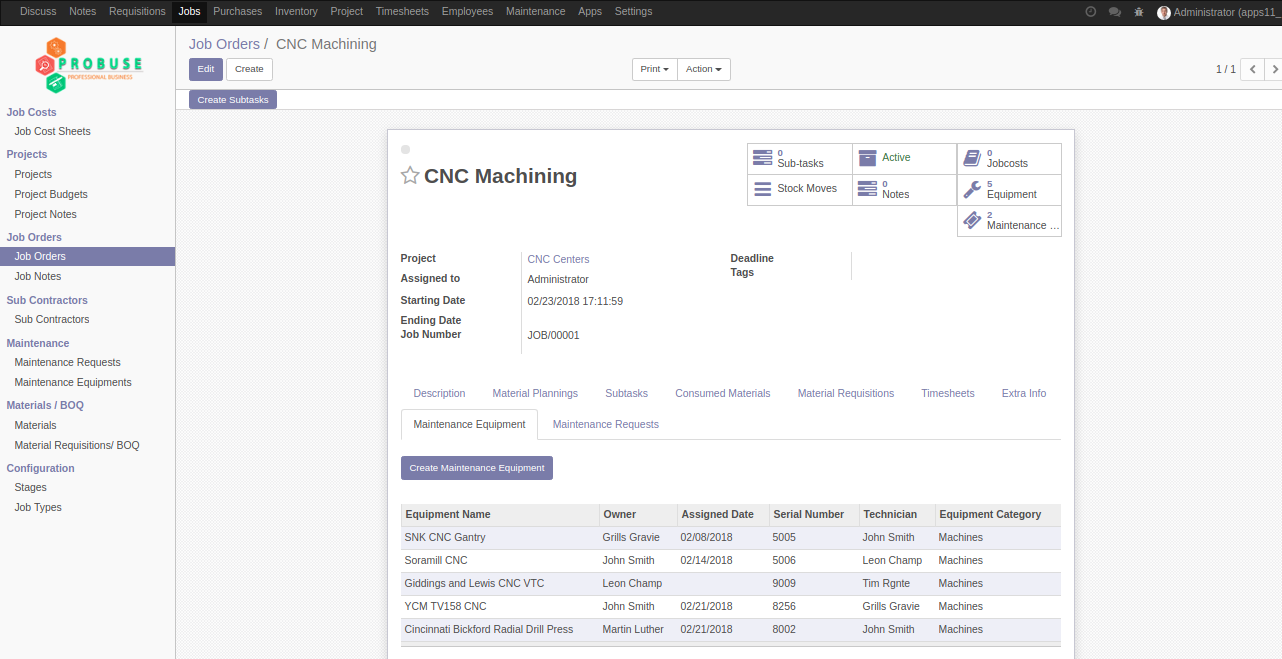 Discuss Notes Requisitions Jobs Purchases Inventory Project Timesheets Employees Maintenance Apps Settings Administrator (apps11_
PROBUSE
PROFESSIONAL BUSINESS
Job Costs
Job Cost Sheets
Projects
Projects
Project Budgets
Project Notes
Job Orders
Job Orders
Job Notes
Sub Contractors
Sub Contractors
Maintenance
Maintenance Requests
Maintenance Equipments
Materials / BOQ
Materials
Material Requisitions/ BOQ
Configuration
Stages
Job Types
Job Orders / CNC Machining
Edit Create Print Action 1 / 1
Create Subtasks
0 Sub-tasks
Active
0 Jobcosts
Stock Moves
0 Notes
5 Equipment
2 Maintenance ...
CNC Machining
Project CNC Centers
Assigned to Administrator
Starting Date 02/23/2018 17:11:59
Ending Date
Job Number JOB/00001
Deadline
Tags
Description Material Plannings Subtasks Consumed Materials Material Requisitions Timesheets Extra Info
Maintenance Equipment Maintenance Requests
Create Maintenance Equipment
Equipment Name Owner Assigned Date Serial Number Technician Equipment Category
SNK CNC Gantry Grills Gravie 02/08/2018 5005 John Smith Machines
Soramill CNC John Smith 02/14/2018 5006 Leon Champ Machines
Giddings and Lewis CNC VTC Leon Champ 9009 Tim Rgnte Machines
YCM TV158 CNC John Smith 02/21/2018 8256 Grills Gravie Machines
Cincinnati Bickford Radial Drill Press Martin Luther 02/21/2018 8002 John Smith Machines